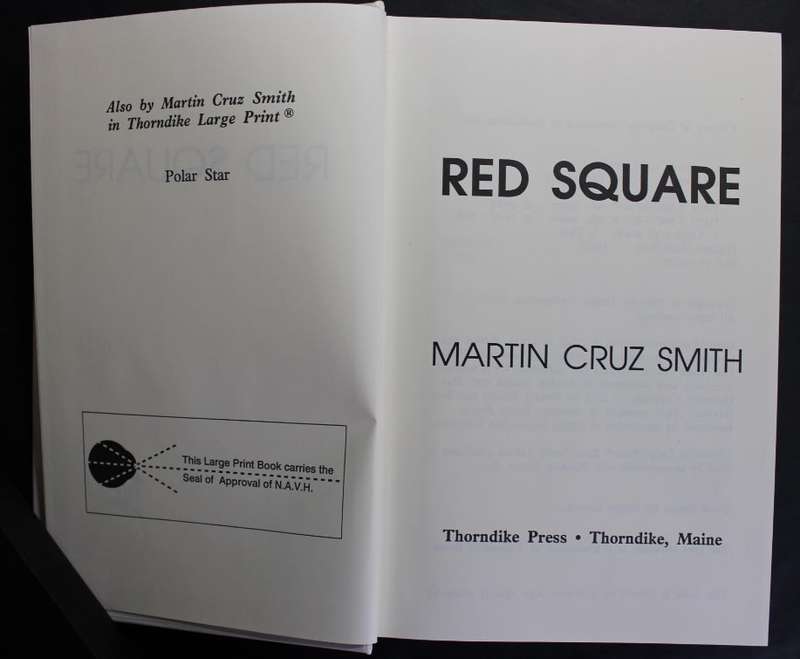 Also by Martin Cruz Smith
in Thorndike Large Print ®
Polar Star
This Large Print Book carries the
Seal of Approval of N.A.V.H.
RED SQUARE
MARTIN CRUZ SMITH
Thorndike Press • Thorndike, Maine